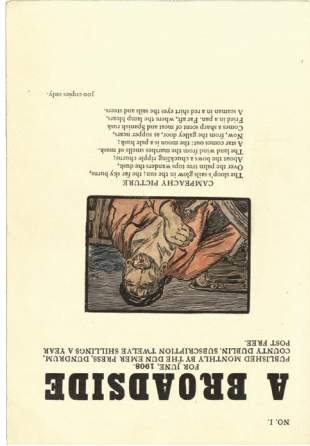 NO. 1.
A BROADSIDE
FOR JUNE, 1908.
PUBLISHED MONTHLY BY THE DUN EMER PRESS, DUNDRUM,
COUNTY DUBLIN. SUBSCRIPTION TWELVE SHILLINGS A YEAR
POST FREE.
CAMPEACHY PICTURE
The sloop's sails glow in the sun; the far sky burns,
Over the palm tree tops wanders the dusk,
About the bows a chuckling ripple churns;
The land wind from the marshes smells of musk.
A star comes out: the moon is a pale husk;
Now, from the galley door, as supper nears,
Comes a sharp scent of meat and Spanish rusk
Fried in a pan. Far aft, where the lamp blears,
A seaman in a red shirt eyes the sails and steers.
300 copies only.